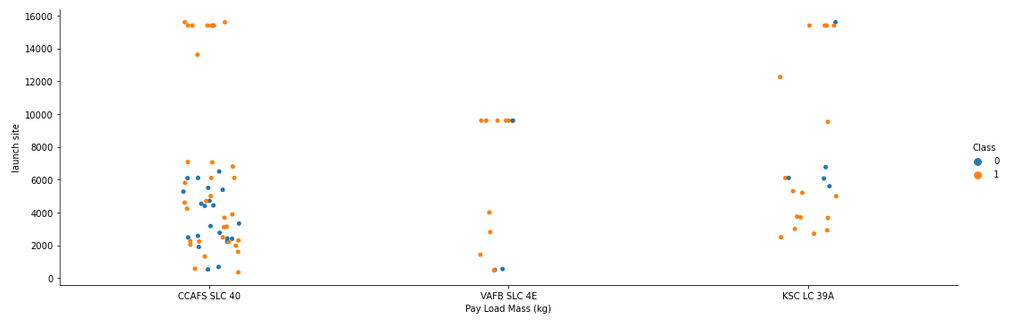 16000
14000
12000
10000
8000
6000
4000
2000
0
launch site
CCAFS SLC 40
VAFB SLC 4E
KSC LC 39A
Pay Load Mass (kg)
Class
0
1